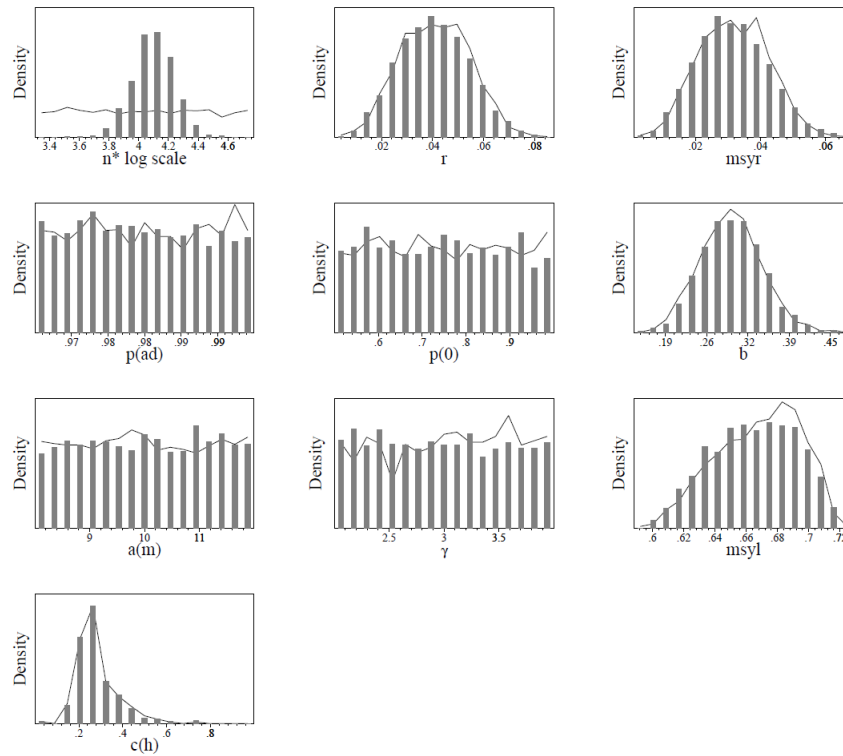 Density
3.4 3.6 3.8 4 4.2 4.4 4.6
n* log scale
Density
.02 .04 .06 .08
r
Density
.02 .04 .06
msyr
Density
.97 .98 .98 .99 .99
p(ad)
Density
.6 .7 .8 .9
p(0)
Density
.19 .26 .32 .39 .45
b
Density
9 10 11
a(m)
Density
2.5 3 3.5
γ
Density
.6 .62 .64 .66 .68 .7 .72
msyl
Density
.2 .4 .6 .8
c(h)